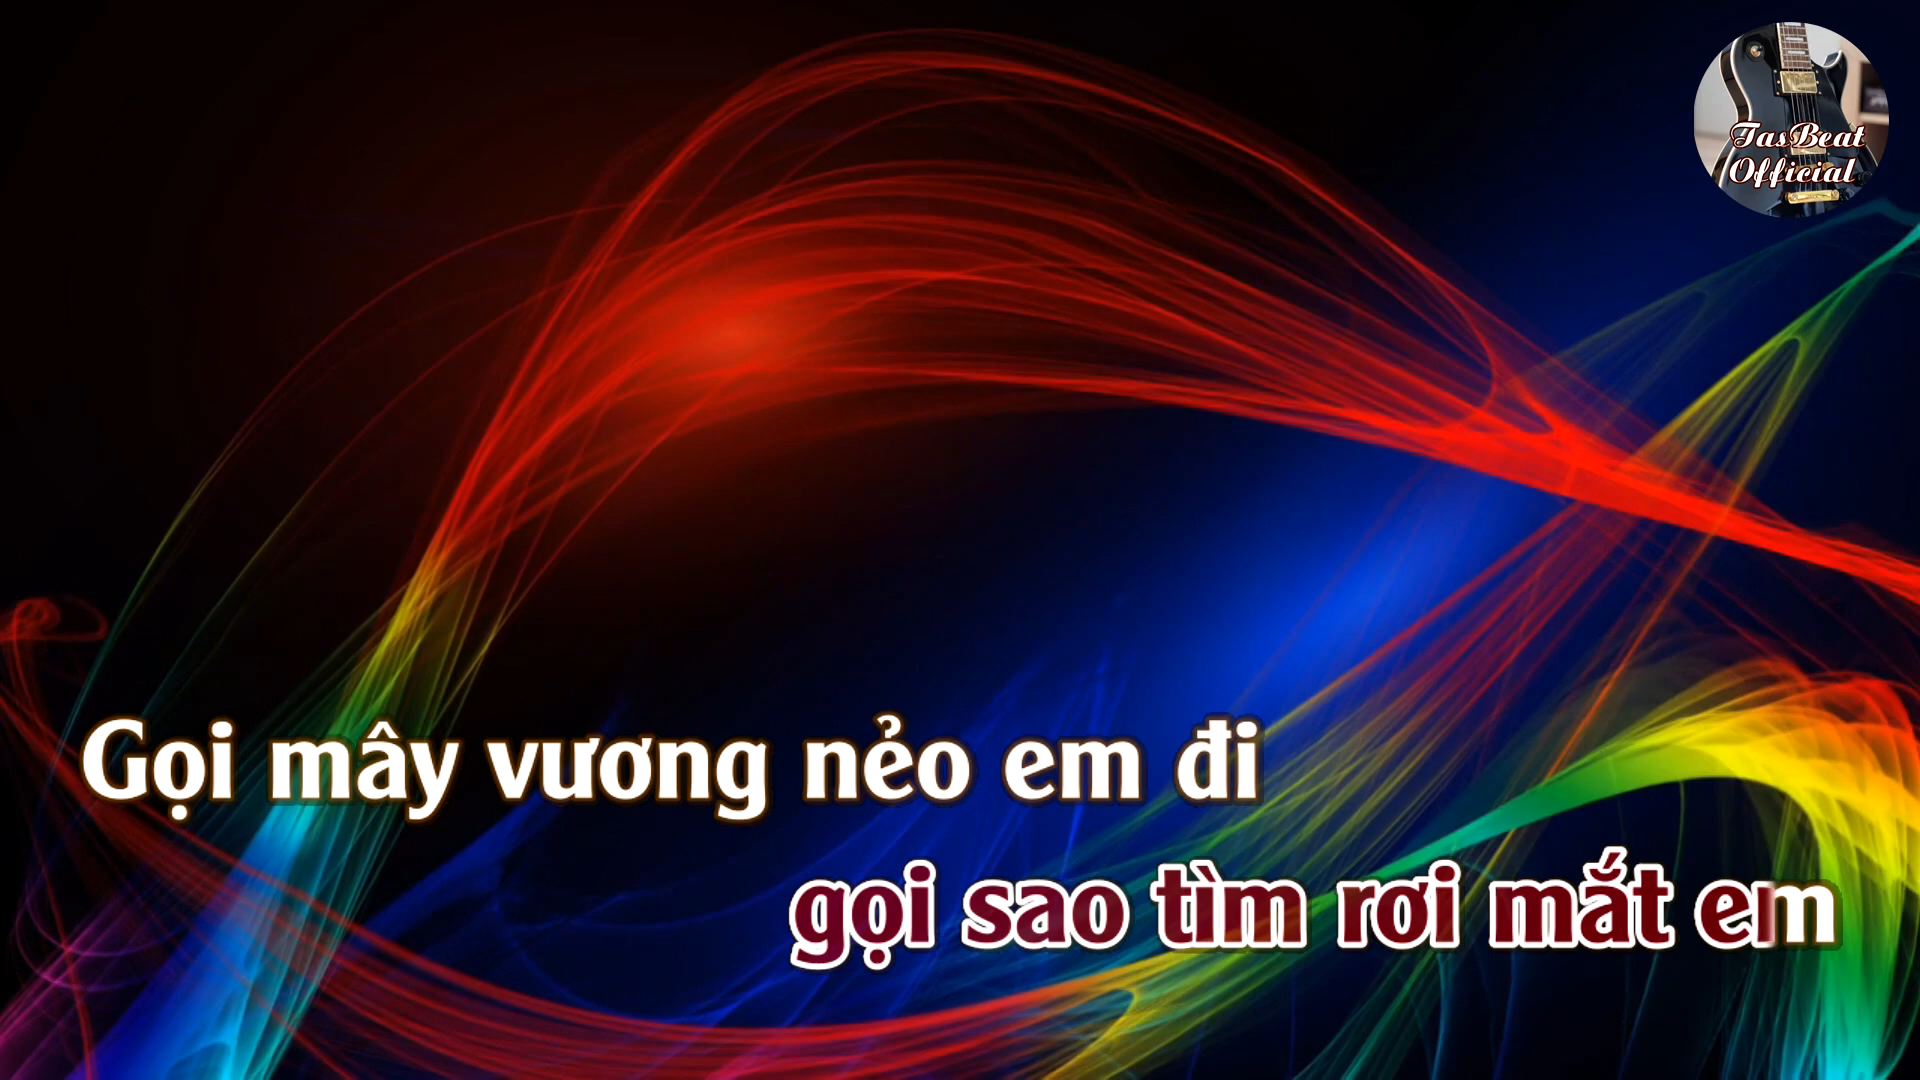 TasBeat
Official
Gọi mây vương nẻo em đi
gọi sao tìm rơi mắt em